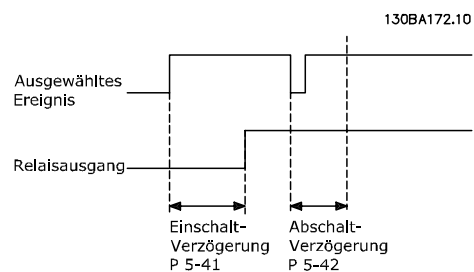 130BA172.10
Ausgewähltes
Ereignis
Relaisausgang
Einschalt-
Verzögerung
P 5-41
Abschalt-
Verzögerung
P 5-42